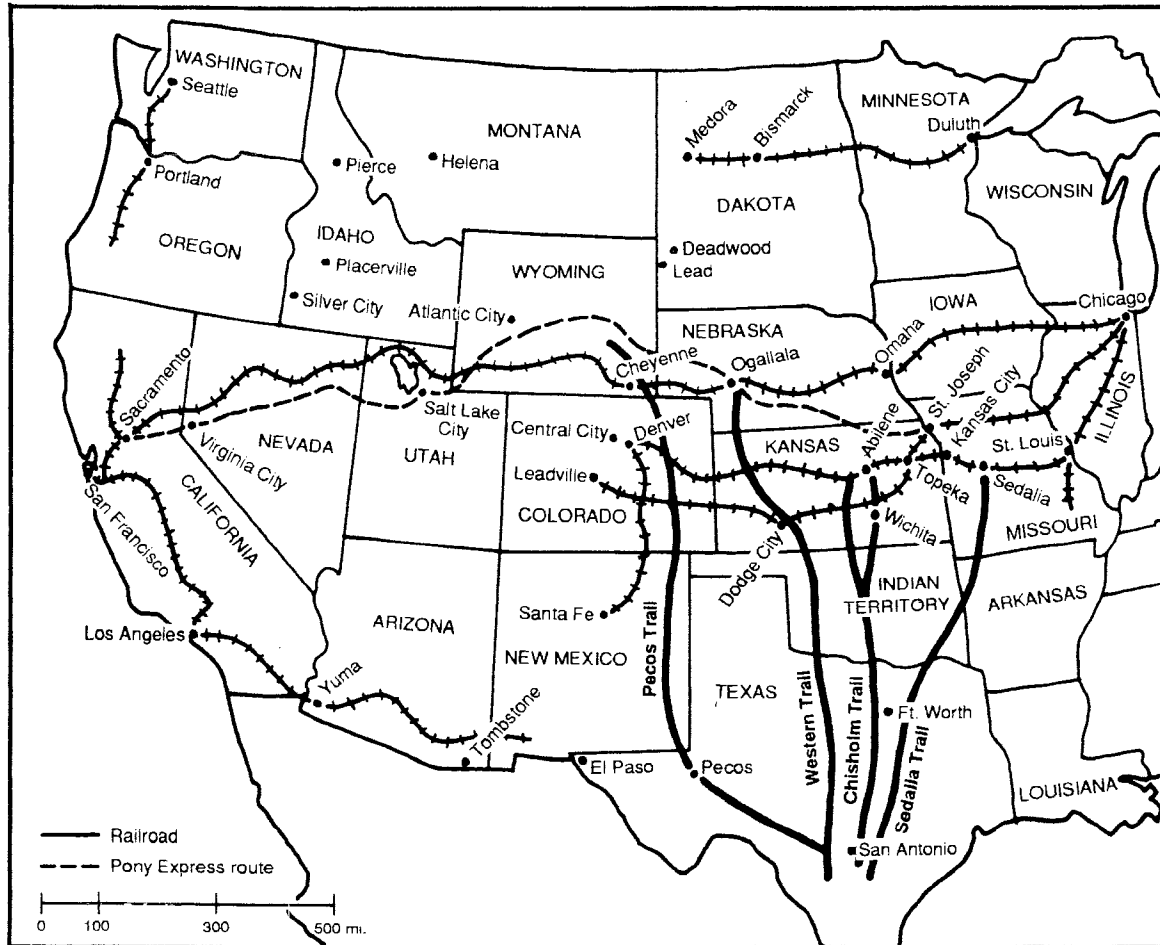 WASHINGTON
Seattle
Portland
OREGON
Pierce
IDAHO
Placerville
Silver City
MONTANA
Helena
WYOMING
Atlantic City
Medora
Bismarck
DAKOTA
Deadwood
Lead
MINNESOTA
Duluth
WISCONSIN
IOWA
Chicago
NEBRASKA
Omaha
Ogallala
Cheyenne
Sacramento
Virginia City
NEVADA
San Francisco
CALIFORNIA
Salt Lake
City
UTAH
Central City
Denver
Leadville
COLORADO
KANSAS
Abilene
St. Joseph
Kansas City
Topeka
St. Louis
ILLINOIS
Sedalia
MISSOURI
Wichita
Dodge City
INDIAN
TERRITORY
ARKANSAS
Los Angeles
Yuma
ARIZONA
Tombstone
Santa Fe
NEW MEXICO
Pecos Trail
TEXAS
Western Trail
Chisholm Trail
Sedalia Trail
Ft. Worth
El Paso
Pecos
San Antonio
LOUISIANA
Railroad
Pony Express route
0 100 300 500 mi.